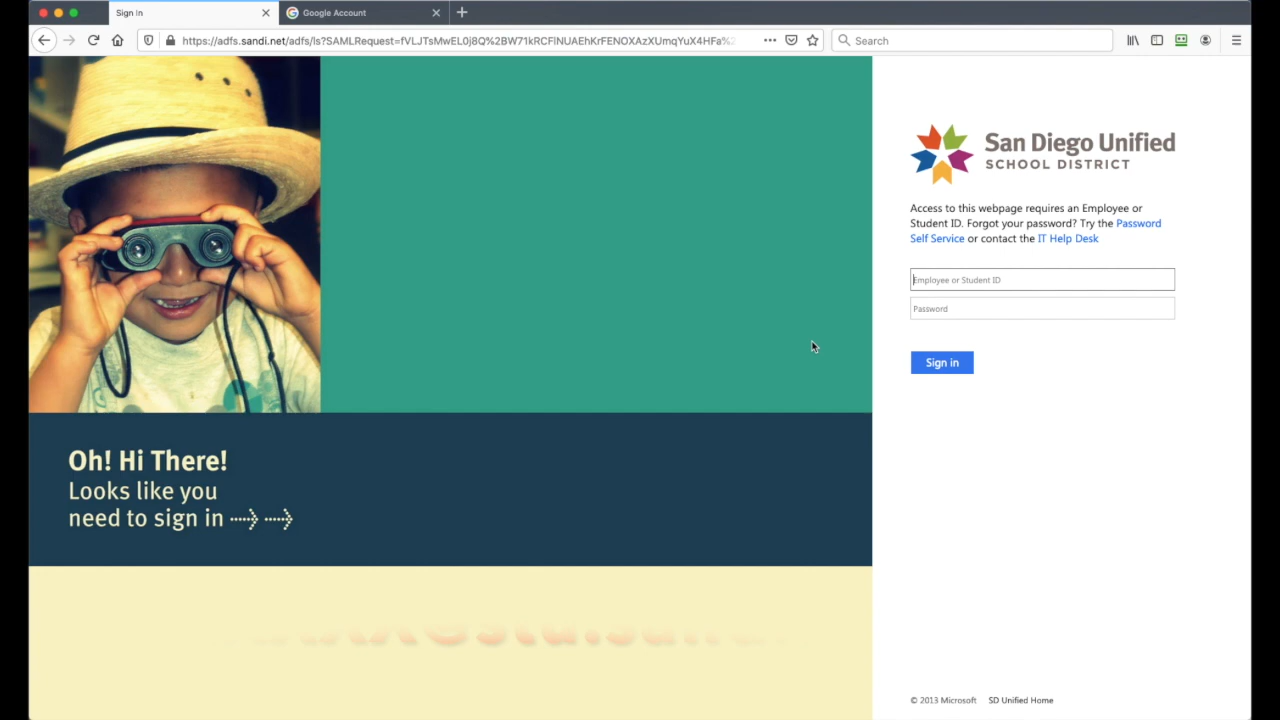 Sign In
Google Account
https://adfs.sandi.net/adfs/ls?SAMLRequest=
Search
San Diego Unified
SCHOOL DISTRICT
Access to this webpage requires an Employee or
Student ID. Forgot your password? Try the Password
Self Service or contact the IT Help Desk
Employee or Student ID
Password
Sign in
Oh! Hi There!
Looks like you
need to sign in
© 2013 Microsoft SD Unified Home